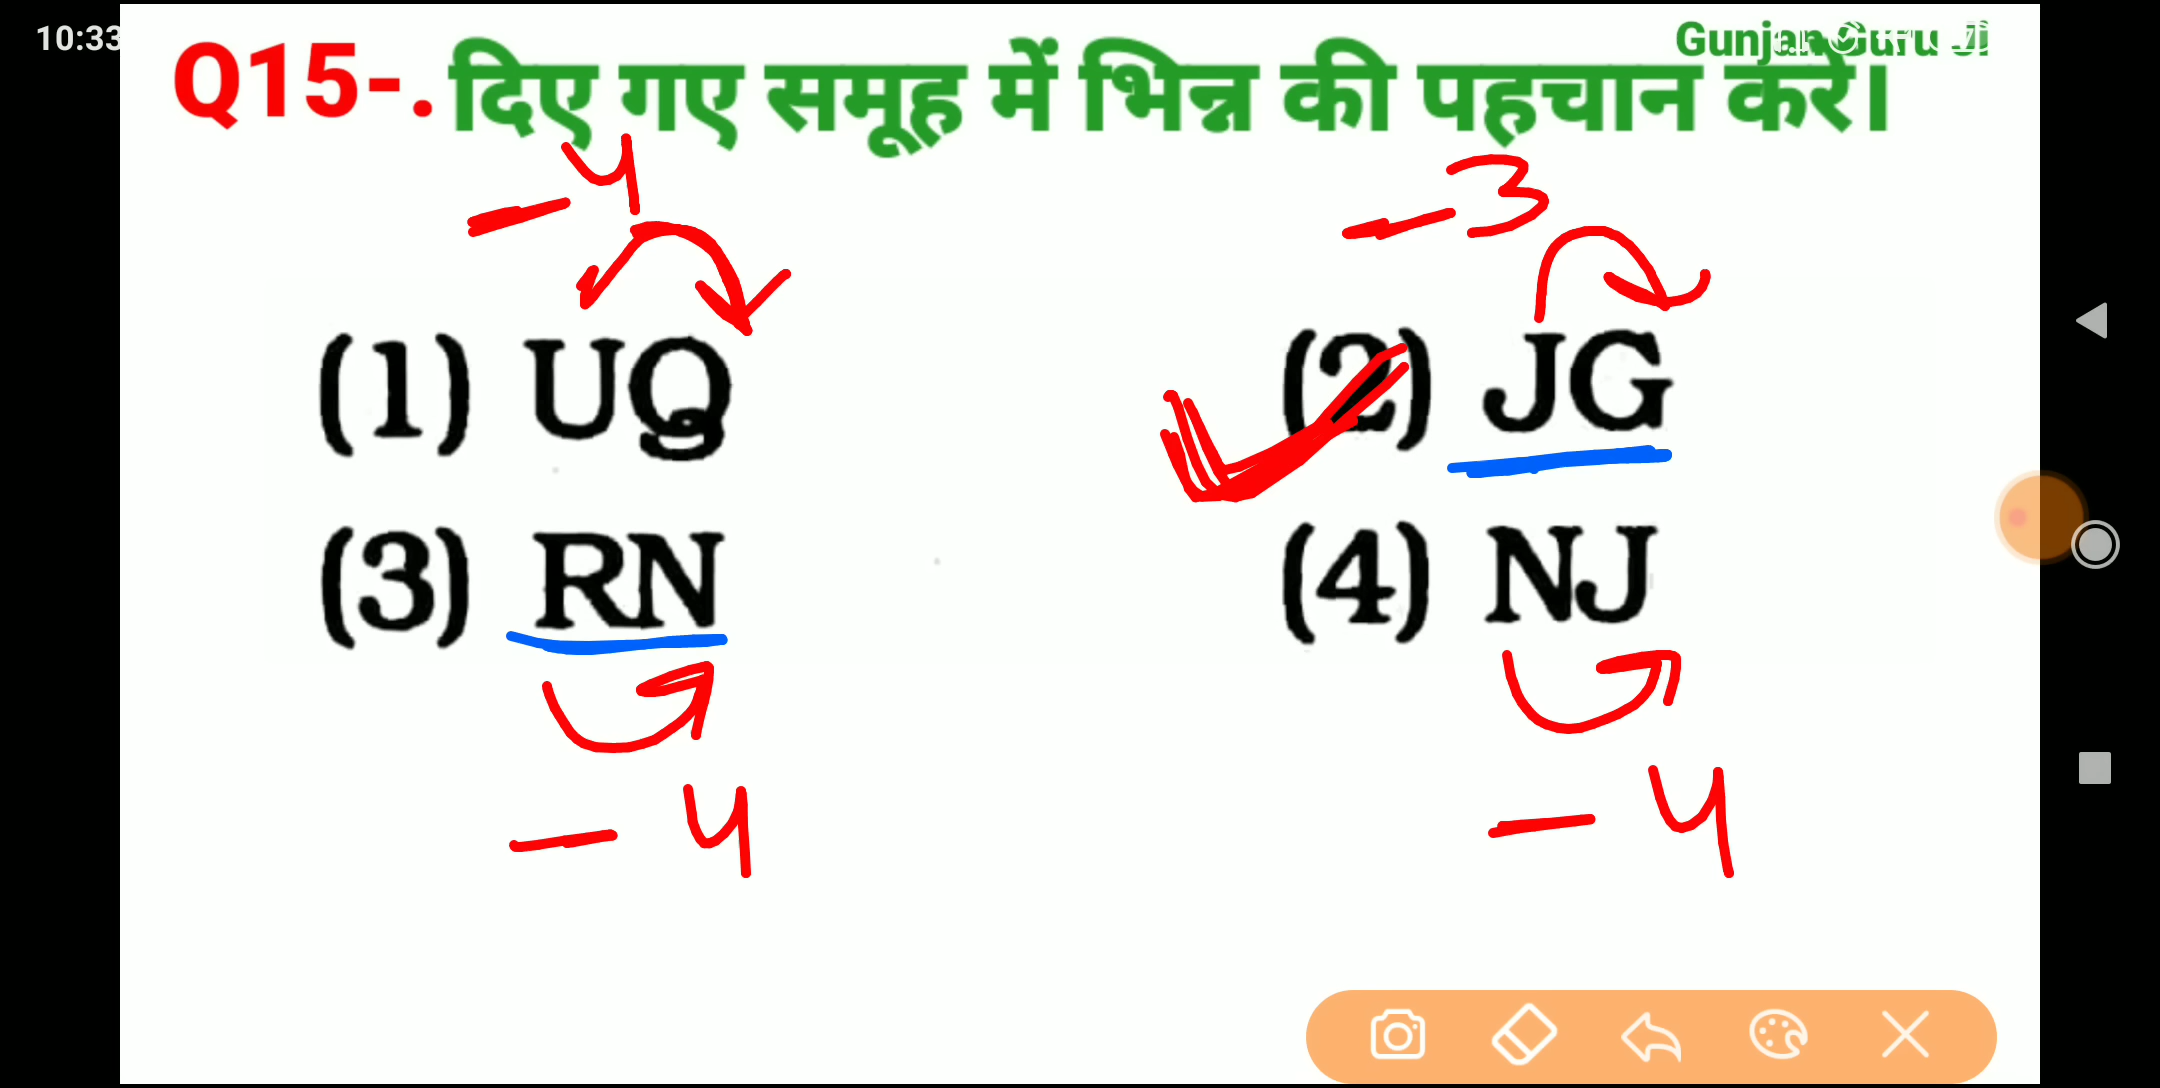 10:33
Gunjan Guru Ji
Q15-. दिए गए समूह में भिन्न की पहचान करे।
-4 -3
(1) UQ (2) JG
(3) RN (4) NJ
-4 -4